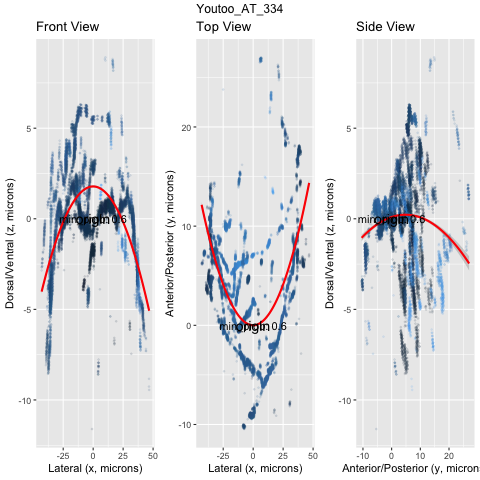 Youtoo_AT_334
Front View
Top View
Side View
Dorsal/Ventral (z, microns)
5
0
-5
-10
-25
0
25
50
Lateral (x, microns)
Anterior/Posterior (y, microns)
20
10
0
-10
-25
0
25
50
Lateral (x, microns)
Dorsal/Ventral (z, microns)
5
0
-5
-10
-10
0
10
20
Anterior/Posterior (y, micron